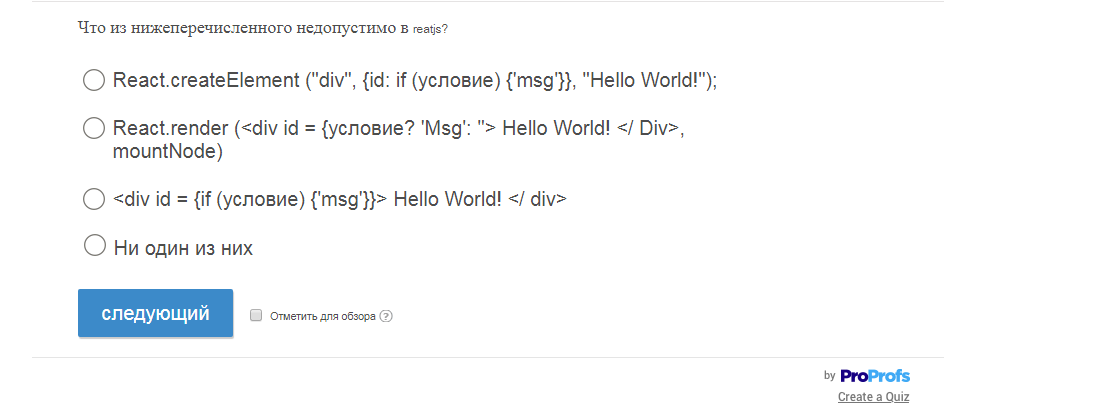 Что из нижеперечисленного недопустимо в reatjs?
React.createElement ("div", {id: if (условие) {'msg'}}, "Hello World!");
React.render (<div id = {условие? 'Msg': "> Hello World! </ Div>,
mountNode)
<div id = {if (условие) {'msg'}}> Hello World! </ div>
Ни один из них
следующий
Отметить для обзора ?
by ProProfs
Create a Quiz